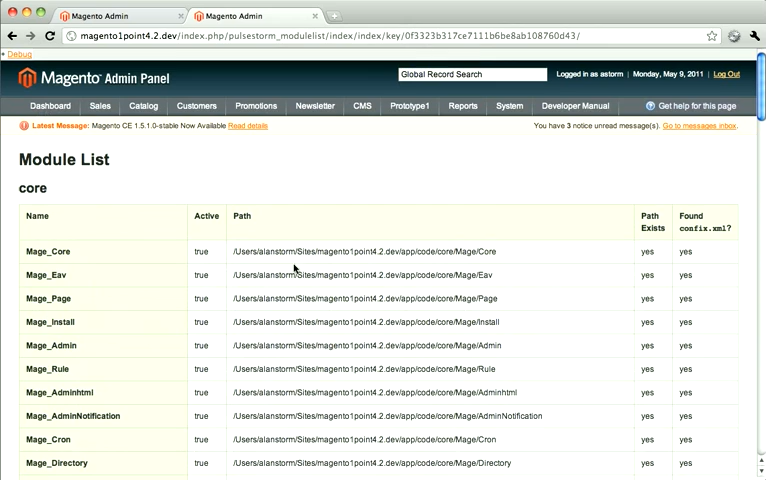 Magento Admin
Magento Admin
magento1point4.2.dev/index.php/pulsestorm_modulelist/index/index/key/0f3323b317ce7111b6be8ab108760d43/
Debug
Magento Admin Panel
Global Record Search
Logged in as astorm | Monday, May 9, 2011 | Log Out
Dashboard Sales Catalog Customers Promotions Newsletter CMS Prototype1 Reports System Developer Manual Get help for this page
Latest Message: Magento CE 1.5.1.0-stable Now Available Read details
You have 3 notice unread message(s). Go to messages inbox.
Module List
core
Name Active Path Path Exists Found confix.xml?
Mage_Core true /Users/alanstorm/Sites/magento1point4.2.dev/app/code/core/Mage/Core yes yes
Mage_Eav true /Users/alanstorm/Sites/magento1point4.2.dev/app/code/core/Mage/Eav yes yes
Mage_Page true /Users/alanstorm/Sites/magento1point4.2.dev/app/code/core/Mage/Page yes yes
Mage_Install true /Users/alanstorm/Sites/magento1point4.2.dev/app/code/core/Mage/Install yes yes
Mage_Admin true /Users/alanstorm/Sites/magento1point4.2.dev/app/code/core/Mage/Admin yes yes
Mage_Rule true /Users/alanstorm/Sites/magento1point4.2.dev/app/code/core/Mage/Rule yes yes
Mage_Adminhtml true /Users/alanstorm/Sites/magento1point4.2.dev/app/code/core/Mage/Adminhtml yes yes
Mage_AdminNotification true /Users/alanstorm/Sites/magento1point4.2.dev/app/code/core/Mage/AdminNotification yes yes
Mage_Cron true /Users/alanstorm/Sites/magento1point4.2.dev/app/code/core/Mage/Cron yes yes
Mage_Directory true /Users/alanstorm/Sites/magento1point4.2.dev/app/code/core/Mage/Directory yes yes